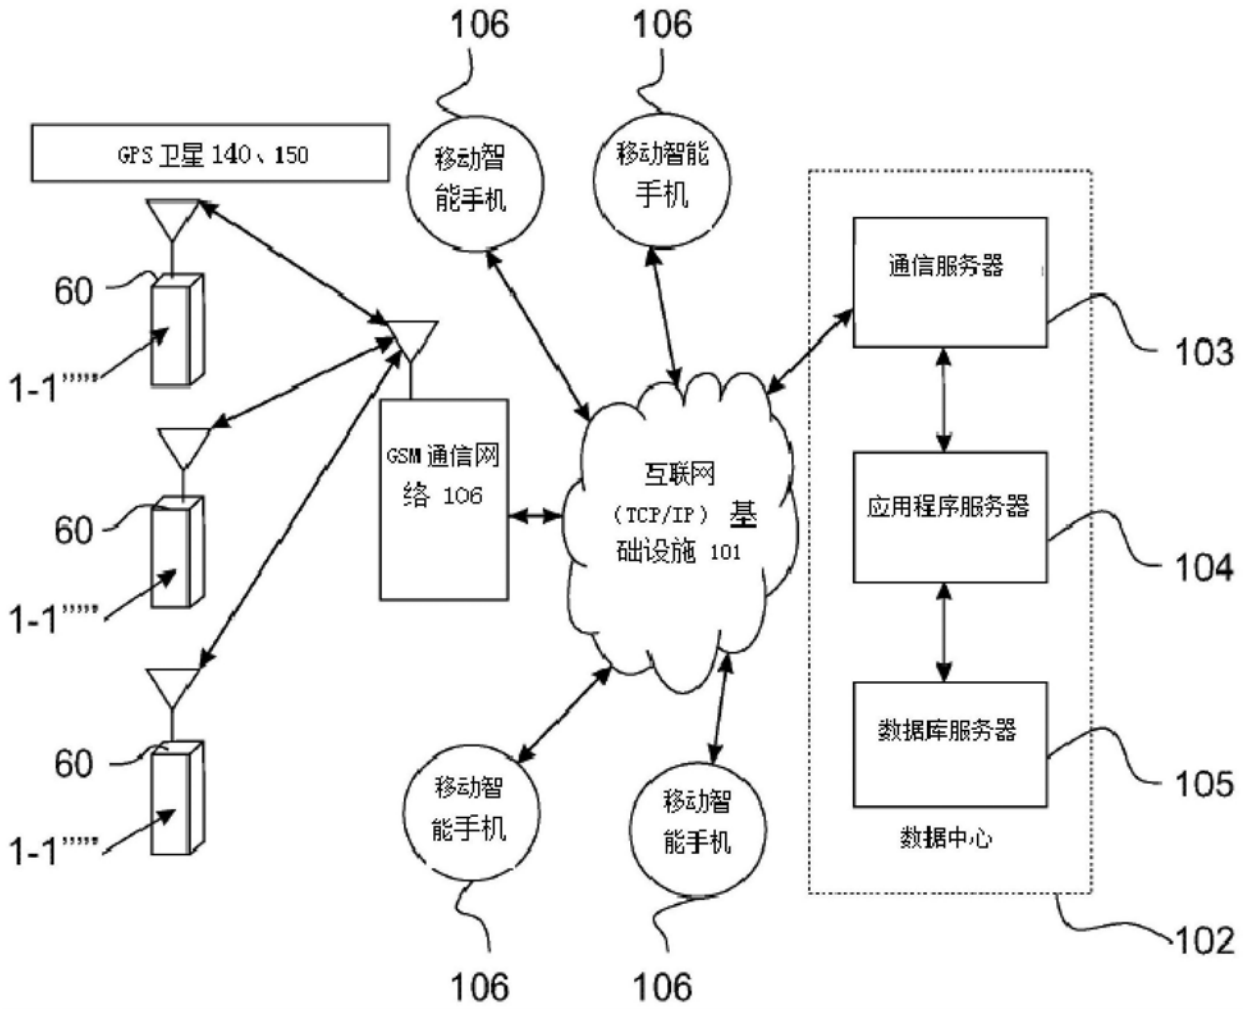 106
106
GPS 卫星 140、150
移动智
能手机
移动智能
手机
通信服务器
60
1-1”””
103
GSM 通信网
络 106
互联网
（TCP/IP） 基
础设施 101
应用程序服务器
60
104
1-1”””
数据库服务器
60
移动智
能手机
移动智
能手机
105
1-1”””
数据中心
102
106
106